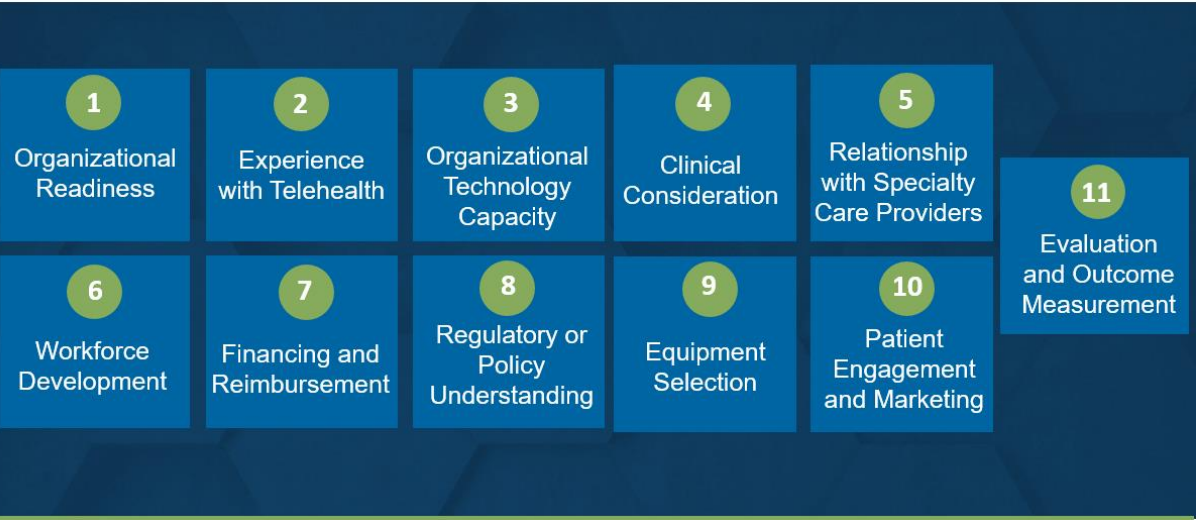 1
Organizational
Readiness
2
Experience
with Telehealth
3
Organizational
Technology
Capacity
4
Clinical
Consideration
5
Relationship
with Specialty
Care Providers
6
Workforce
Development
7
Financing and
Reimbursement
8
Regulatory or
Policy
Understanding
9
Equipment
Selection
10
Patient
Engagement
and Marketing
11
Evaluation
and Outcome
Measurement